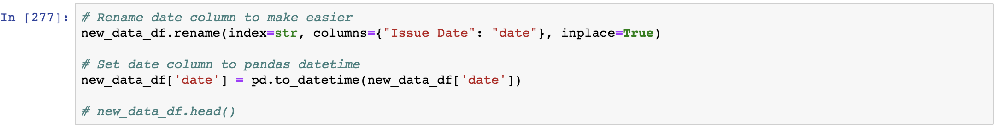 In [277]: # Rename date column to make easier
new_data_df.rename(index=str, columns={"Issue Date": "date"}, inplace=True)
# Set date column to pandas datetime
new_data_df['date'] = pd.to_datetime(new_data_df['date'])
# new_data_df.head()